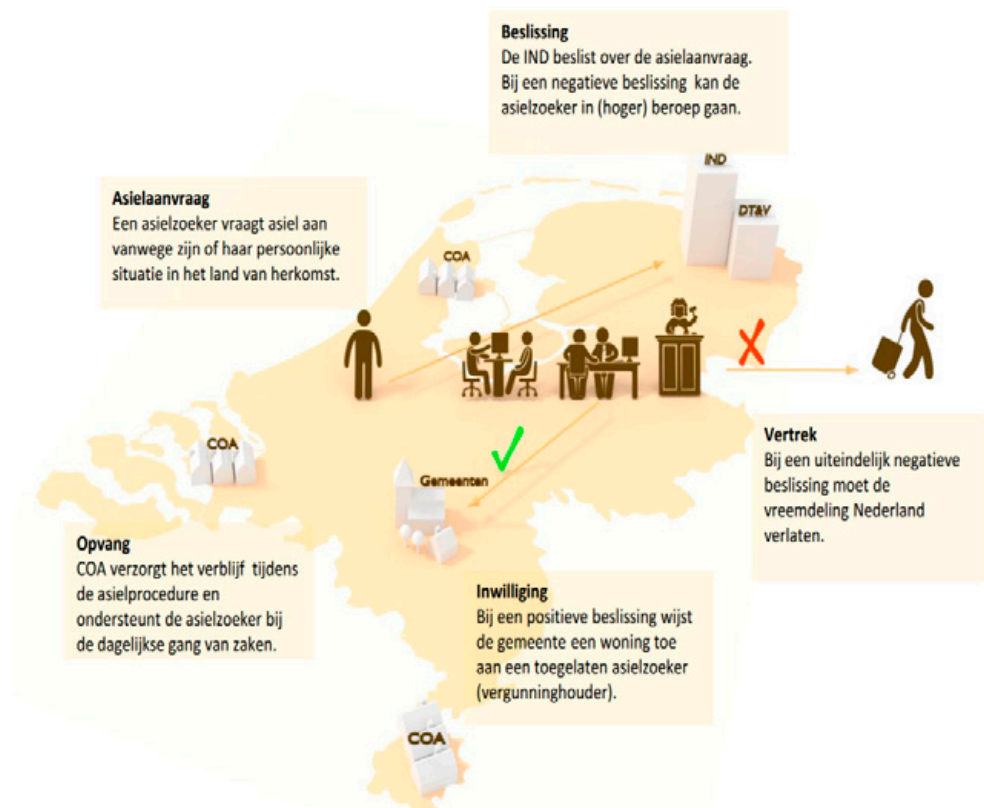 Beslissing
De IND beslist over de asielaanvraag.
Bij een negatieve beslissing kan de
asielzoeker in (hoger) beroep gaan.
IND
DT&V
Asielaanvraag
Een asielzoeker vraagt asiel aan
vanwege zijn of haar persoonlijke
situatie in het land van herkomst.
COA
COA
Gemeenten
Vertrek
Bij een uiteindelijk negatieve
beslissing moet de
vreemdeling Nederland
verlaten.
Opvang
COA verzorgt het verblijf tijdens
de asielprocedure en
ondersteunt de asielzoeker bij
de dagelijkse gang van zaken.
Inwilliging
Bij een positieve beslissing wijst
de gemeente een woning toe
aan een toegelaten asielzoeker
(vergunninghouder).
COA